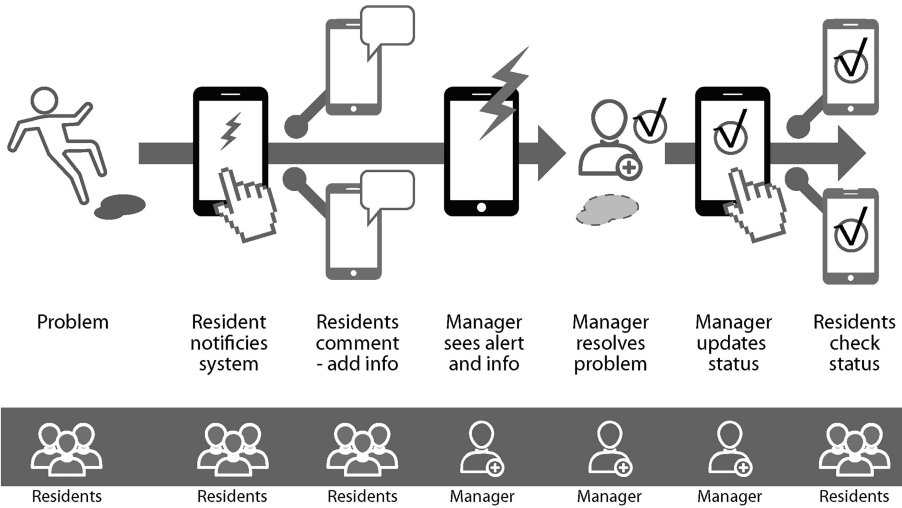 Problem
Resident
notificies
system
Residents
comment
- add info
Manager
sees alert
and info
Manager
resolves
problem
Manager
updates
status
Residents
check
status
Residents
Residents
Residents
Manager
Manager
Manager
Residents